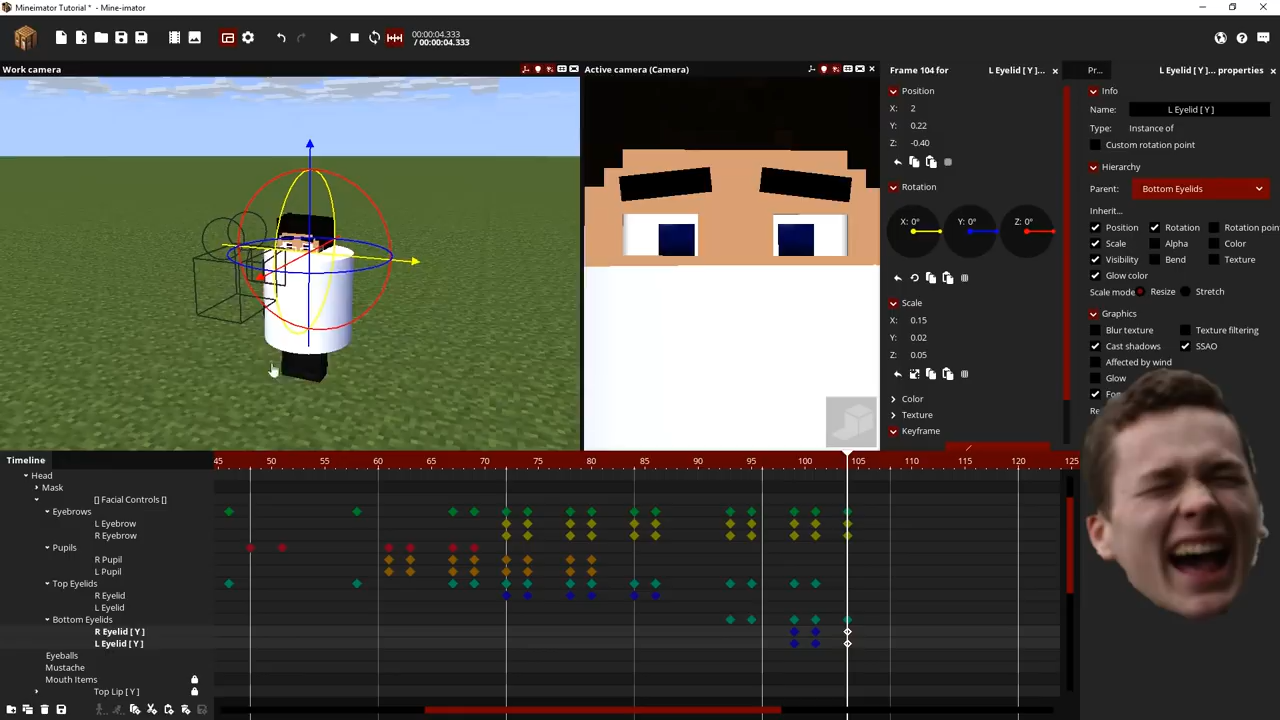 Mineimator Tutorial * - Mine-imator
00:00:04.333
/ 00:00:04.333
Work camera
Active camera (Camera)
Frame 104 for
L Eyelid [ Y ]...
Pr...
L Eyelid [ Y ]... properties
Position
X: 2
Y: 0.22
Z: -0.40
Rotation
X: 0°
Y: 0°
Z: 0°
Scale
X: 0.15
Y: 0.02
Z: 0.05
Color
Texture
Keyframe
Info
Name: L Eyelid [ Y ]
Type: Instance of
Custom rotation point
Hierarchy
Parent: Bottom Eyelids
Inherit...
Position Rotation Rotation poin
Scale Alpha Color
Visibility Bend Texture
Glow color
Scale mode Resize Stretch
Graphics
Blur texture Texture filtering
Cast shadows SSAO
Affected by wind
Glow
Fog
Re
Timeline
45 50 55 60 65 70 75 80 85 90 95 100 105 110 115 120 125
Head
Mask
[] Facial Controls []
Eyebrows
L Eyebrow
R Eyebrow
Pupils
R Pupil
L Pupil
Top Eyelids
R Eyelid
L Eyelid
Bottom Eyelids
R Eyelid [ Y ]
L Eyelid [ Y ]
Eyeballs
Mustache
Mouth Items
Top Lip [ Y ]